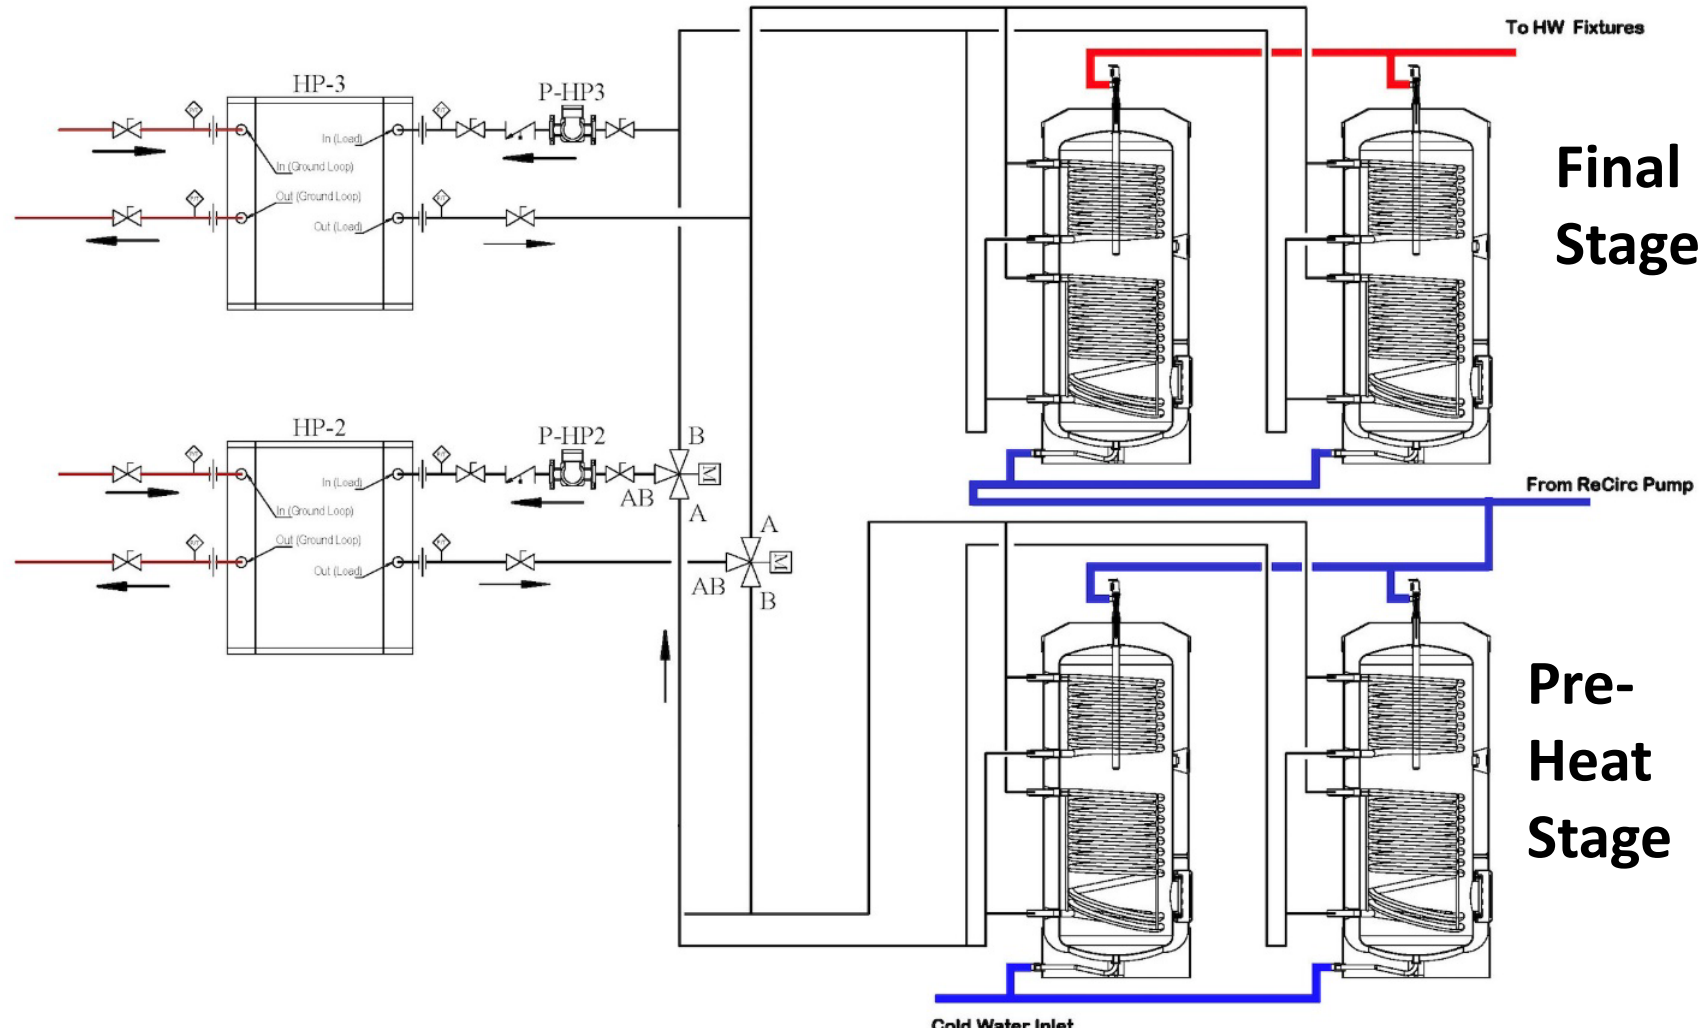 To HW Fixtures
HP-3
P-HP3
In (Load)
In (Ground Loop)
Out (Ground Loop)
Out (Load)
Final
Stage
HP-2
P-HP2
B
M
In (Load)
AB
A
In (Ground Loop)
From ReCirc Pump
A
Out (Ground Loop)
M
Out (Load)
AB
B
Pre-
Heat
Stage
Cold Water Inlet